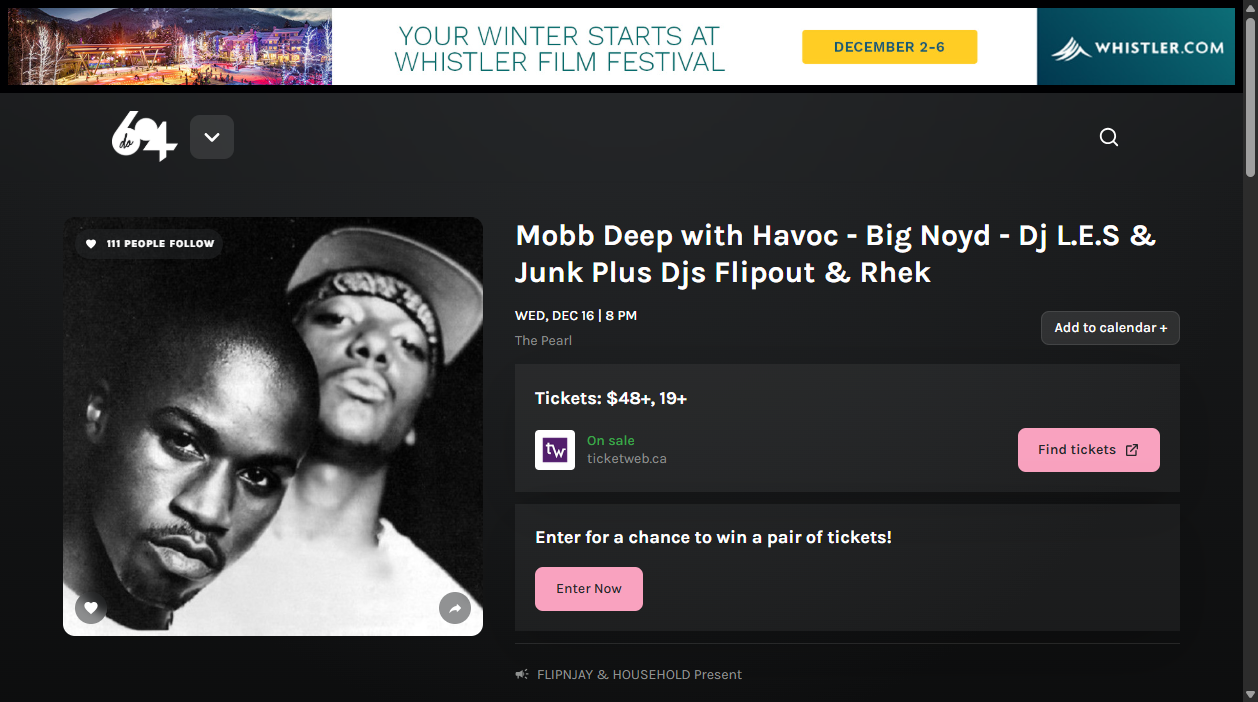 YOUR WINTER STARTS AT
WHISTLER FILM FESTIVAL
DECEMBER 2-6
WHISTLER.COM
do604
111 PEOPLE FOLLOW
Mobb Deep with Havoc - Big Noyd - Dj L.E.S &
Junk Plus Djs Flipout & Rhek
WED, DEC 16 | 8 PM
The Pearl
Add to calendar +
Tickets: $48+, 19+
tw
On sale
ticketweb.ca
Find tickets
Enter for a chance to win a pair of tickets!
Enter Now
FLIPNJAY & HOUSEHOLD Present